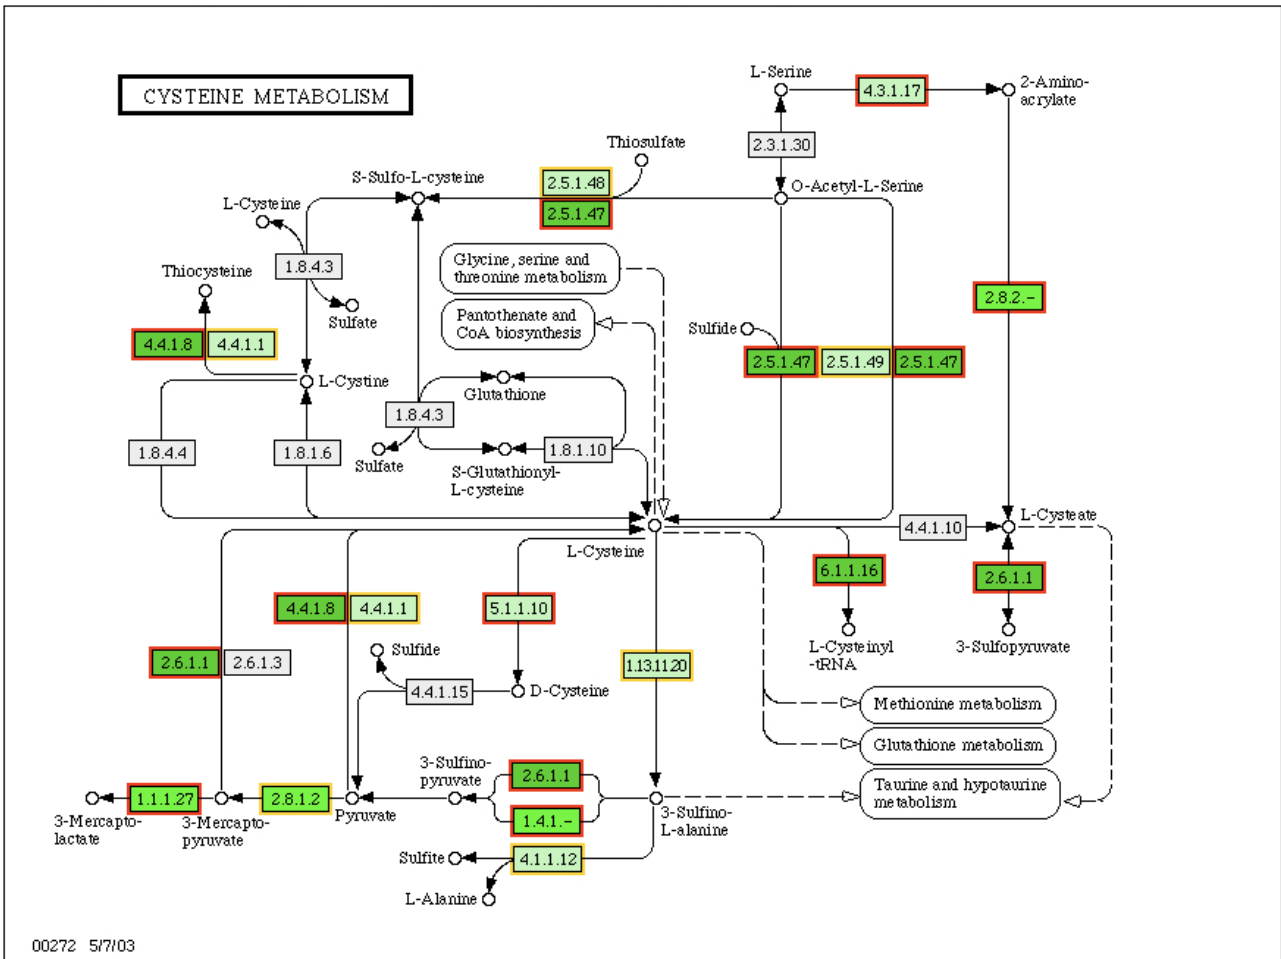 CYSTEINE METABOLISM
L-Serine
4.3.1.17
2-Amino-
acrylate
2.3.1.30
Thiosulfate
S-Sulfo-L-cysteine
2.5.1.48
2.5.1.47
O-Acetyl-L-Serine
L-Cysteine
1.8.4.3
Thiocysteine
Sulfate
Glycine, serine and
threonine metabolism
Pantothenate and
CoA biosynthesis
2.8.2.-
Sulfide
4.4.1.8
4.4.1.1
2.5.1.47
2.5.1.49
2.5.1.47
L-Cystine
Glutathione
1.8.4.3
1.8.4.4
1.8.1.6
Sulfate
1.8.1.10
S-Glutathionyl-
L-cysteine
L-Cysteine
4.4.1.10
L-Cysteate
6.1.1.16
2.6.1.1
4.4.1.8
4.4.1.1
5.1.1.10
L-Cysteinyl
-tRNA
3-Sulfopyruvate
2.6.1.1
2.6.1.3
Sulfide
1.13.11.20
4.4.1.15
D-Cysteine
Methionine metabolism
Glutathione metabolism
Taurine and hypotaurine
metabolism
3-Sulfino-
pyruvate
2.6.1.1
1.4.1.-
1.1.1.27
2.8.1.2
3-Mercapto-
lactate
3-Mercapto-
pyruvate
Pyruvate
3-Sulfino-
L-alanine
Sulfite
4.1.1.12
L-Alanine
00272 5/7/03